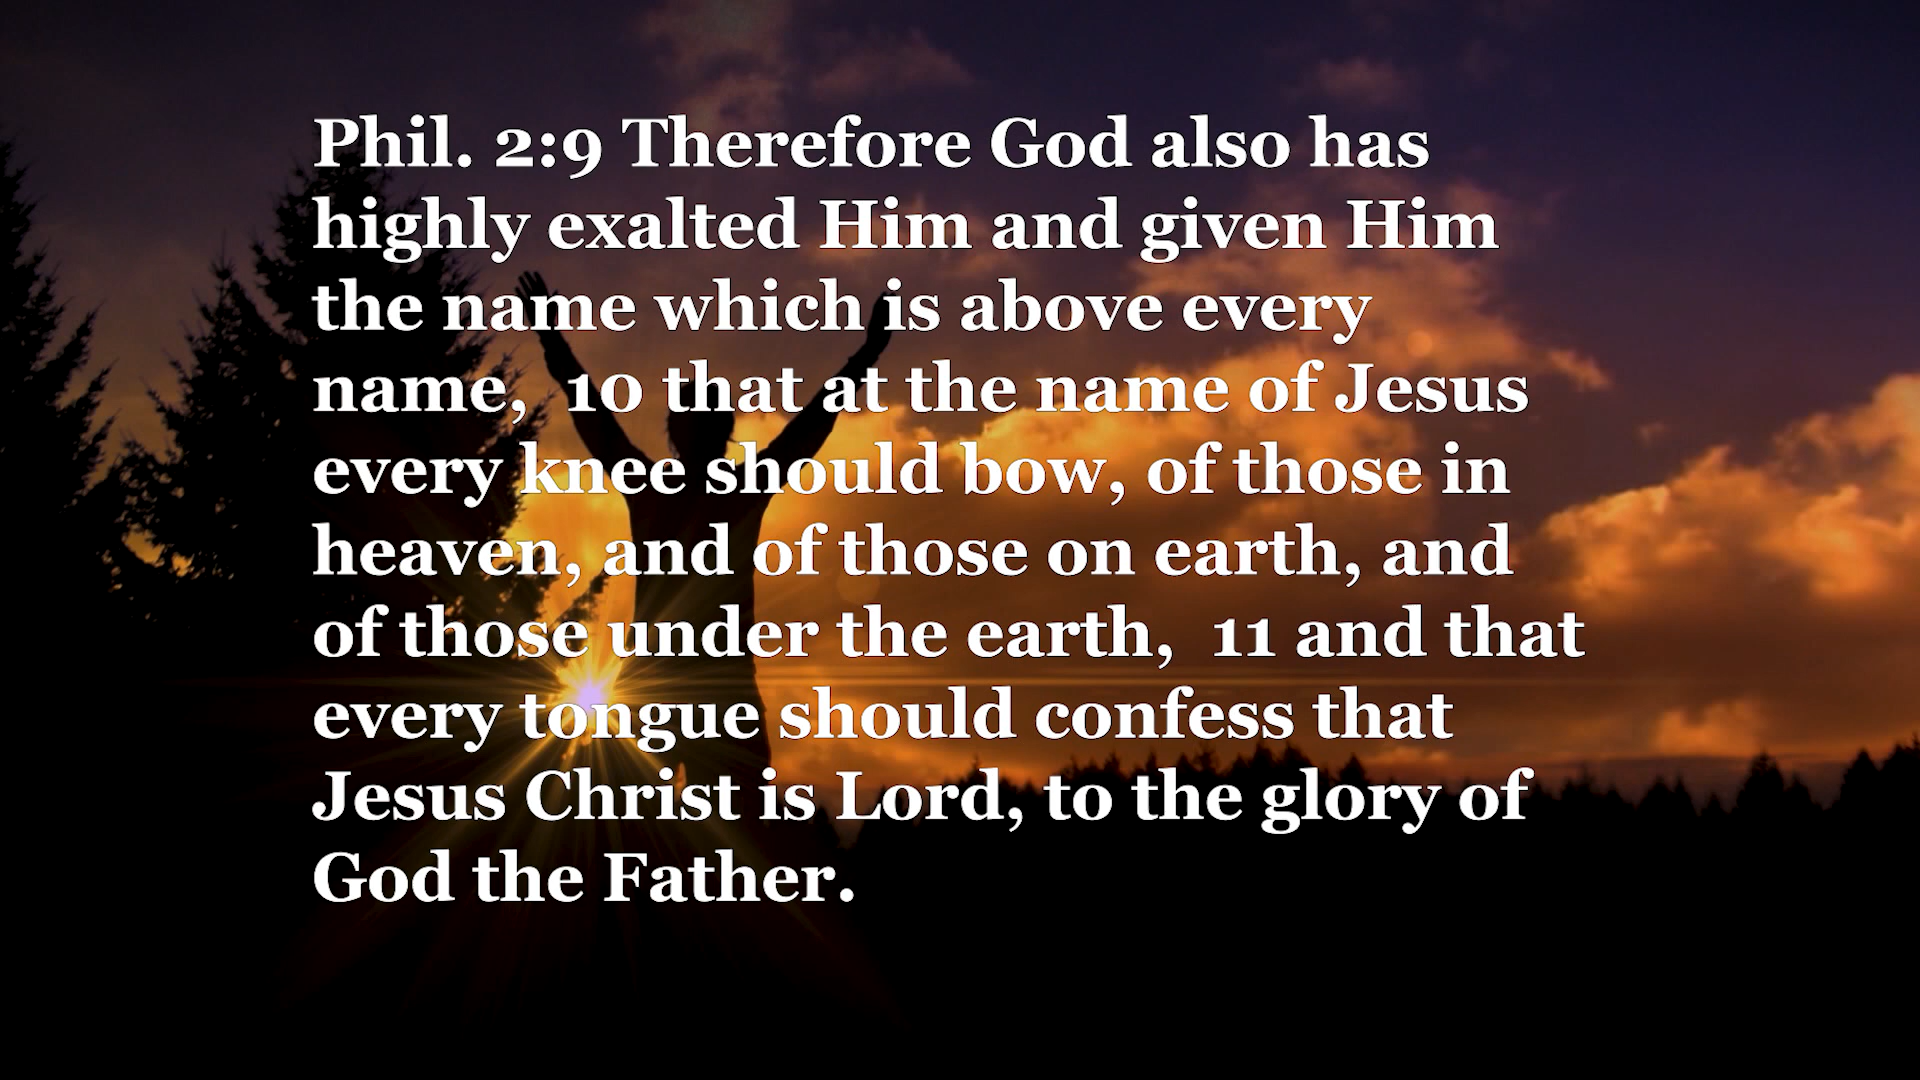 Phil. 2:9 Therefore God also has
highly exalted Him and given Him
the name which is above every
name,  10 that at the name of Jesus
every knee should bow, of those in
heaven, and of those on earth, and
of those under the earth,  11 and that
every tongue should confess that
Jesus Christ is Lord, to the glory of
God the Father.